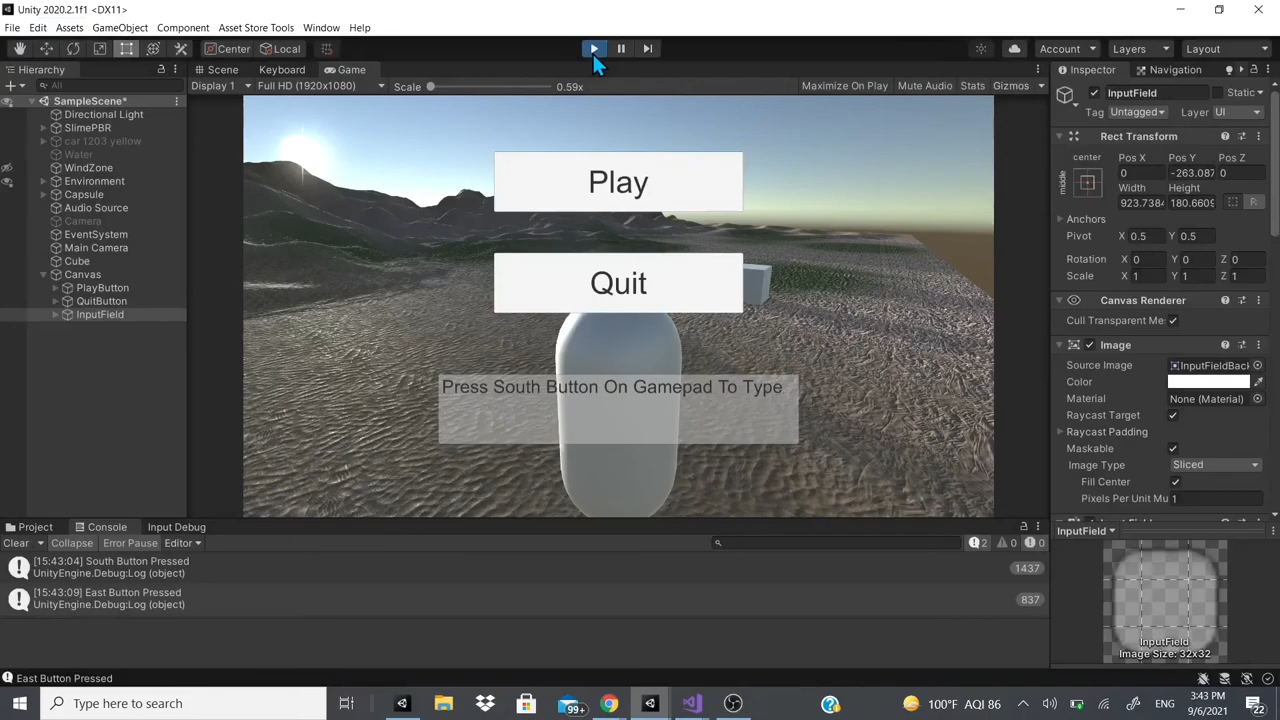 Unity 2020.2.1f1 <DX11>
File Edit Assets GameObject Component Asset Store Tools Window Help
Center Local Account Layers Layout
Hierarchy Scene Keyboard Game Inspector Navigation
All Display 1 Full HD (1920x1080) Scale 0.59x Maximize On Play Mute Audio Stats Gizmos InputField Static
SampleScene*
Directional Light
SlimePBR
car 1203 yellow
Water
WindZone
Environment
Capsule
Audio Source
Camera
EventSystem
Main Camera
Cube
Canvas
PlayButton
QuitButton
InputField
Play
Quit
Press South Button On Gamepad To Type
Tag Untagged Layer UI
Rect Transform
center Pos X Pos Y Pos Z
middle 0 -263.087 0
Width Height
923.7384 180.6609 R
Anchors
Pivot X 0.5 Y 0.5
Rotation X 0 Y 0 Z 0
Scale X 1 Y 1 Z 1
Canvas Renderer
Cull Transparent Me
Image
Source Image InputFieldBack
Color
Material None (Material)
Raycast Target
Raycast Padding
Maskable
Image Type Sliced
Fill Center
Pixels Per Unit Mu 1
Project Console Input Debug
Clear Collapse Error Pause Editor 2 0 0
[15:43:04] South Button Pressed
UnityEngine.Debug:Log (object) 1437
[15:43:09] East Button Pressed
UnityEngine.Debug:Log (object) 837
InputField
InputField
Image Size: 32x32
East Button Pressed
Type here to search 99+ 100°F AQI 86 ENG 3:43 PM
9/6/2021 22